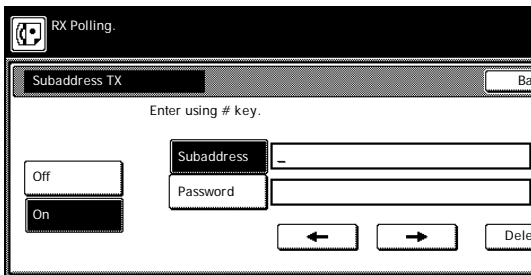 RX Polling.
Subaddress TX
Ba
Enter using # key.
Subaddress
_
Off
Password
On
Dele